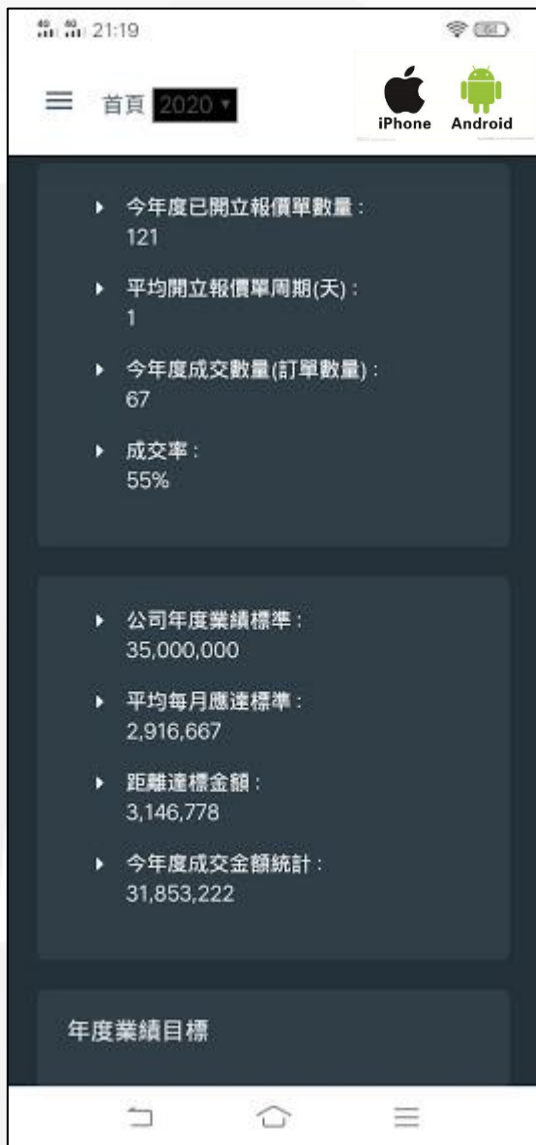 21:19
首頁 2020
iPhone Android
今年度已開立報價單數量 :
121
平均開立報價單周期(天) :
1
今年度成交數量(訂單數量) :
67
成交率 :
55%
公司年度業績標準 :
35,000,000
平均每月應達標準 :
2,916,667
距離達標金額 :
3,146,778
今年度成交金額統計 :
31,853,222
年度業績目標